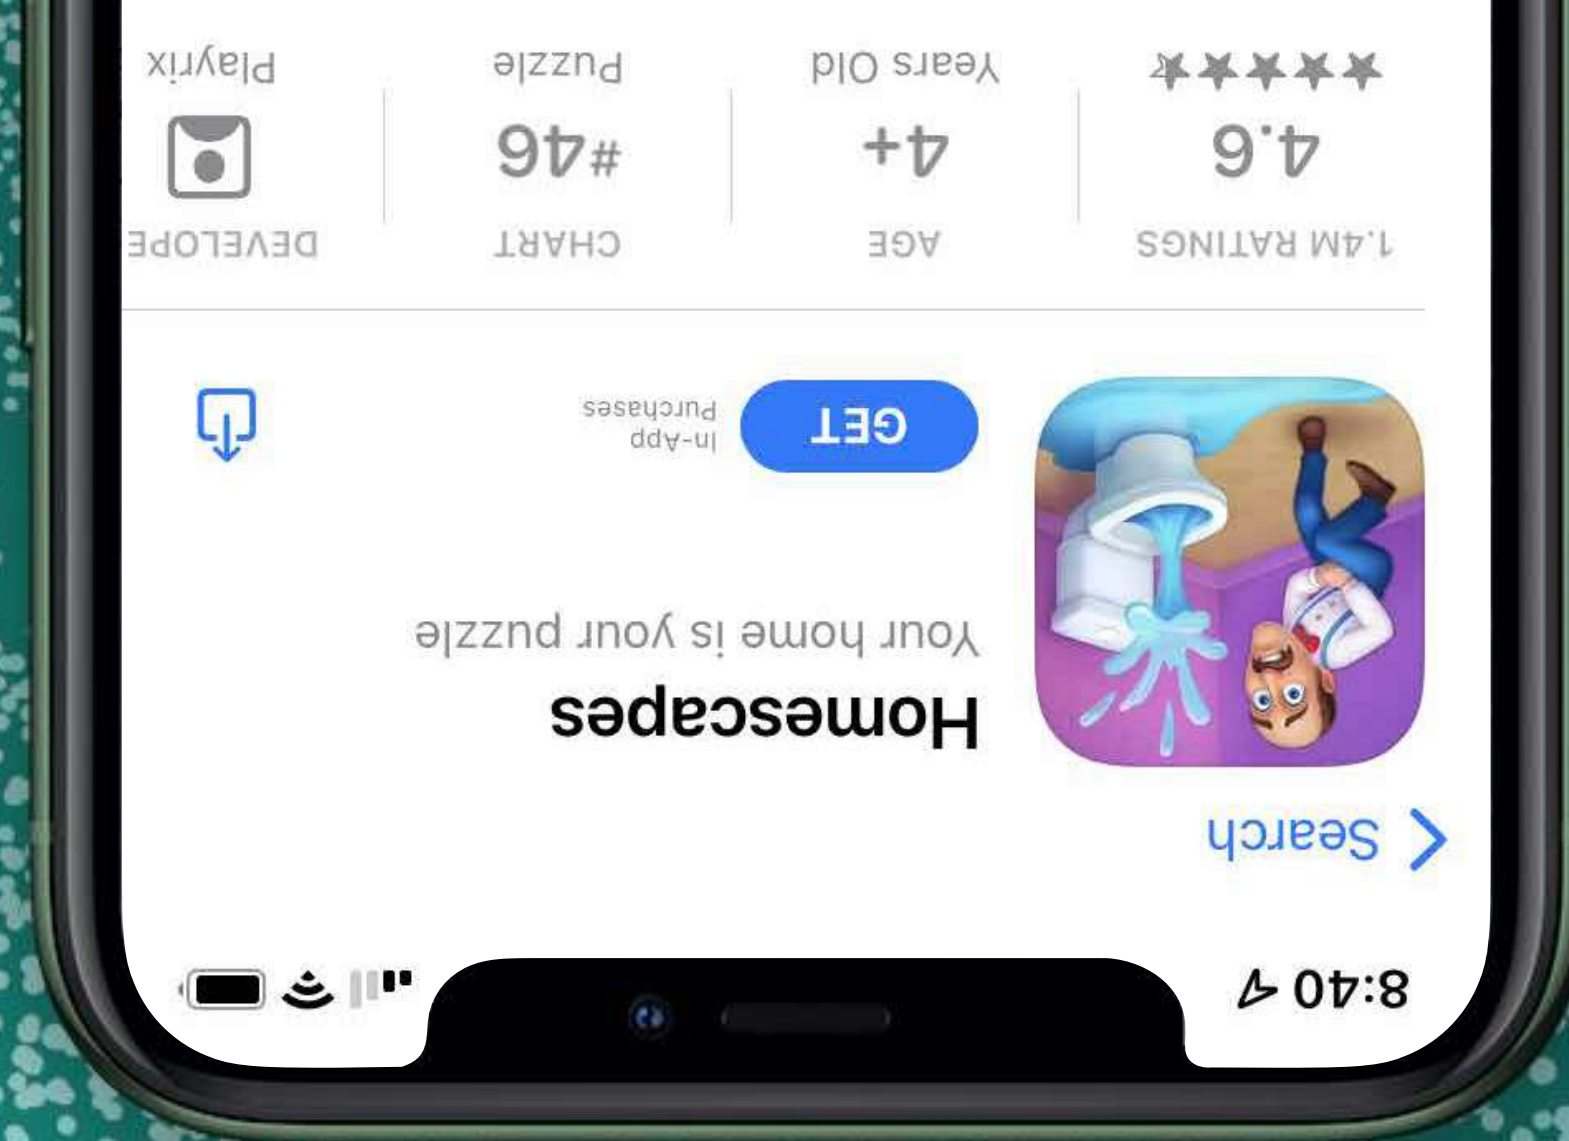 8:40
Search
Homescapes
Your home is your puzzle
GET
In-App
Purchases
1.4M RATINGS
4.6
AGE
4+
Years Old
CHART
#46
Puzzle
DEVELOPE
Playrix